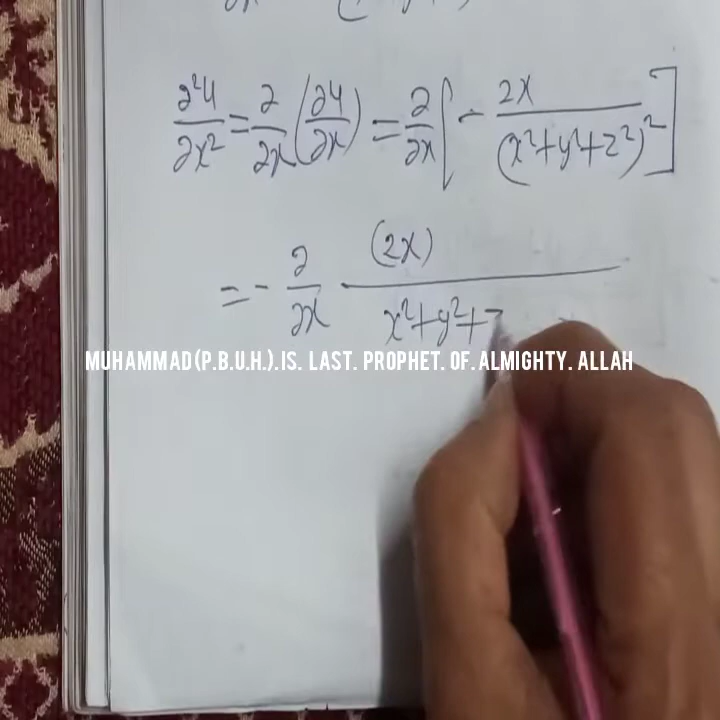 ∂²u/∂x² = ∂/∂x (∂u/∂x) = ∂/∂x [ - 2x/(x²+y²+z²)² ]
= - ∂/∂x (2x)/x²+y²+z
MUHAMMAD(P.B.U.H.).IS. LAST. PROPHET. OF. ALMIGHTY. ALLAH